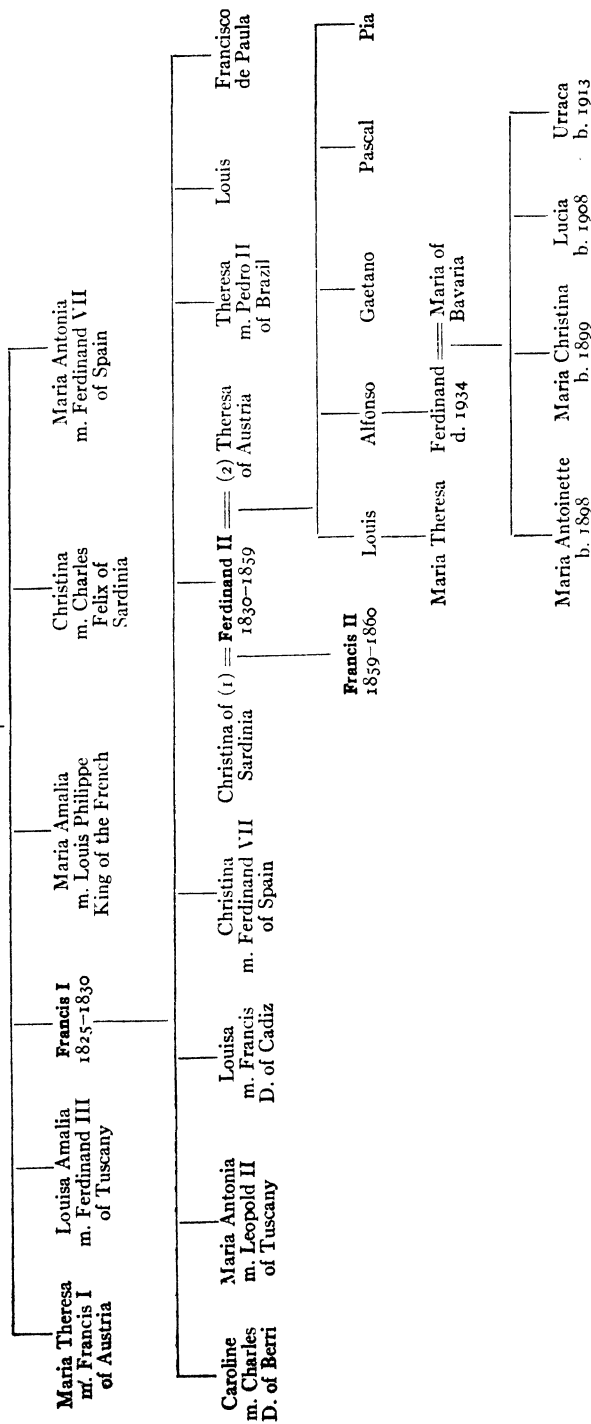 Maria Theresa
m. Francis I
of Austria
Louisa Amalia
m. Ferdinand III
of Tuscany
Francis I
1825–1830
Maria Amalia
m. Louis Philippe
King of the French
Christina
m. Charles
Felix of
Sardinia
Maria Antonia
m. Ferdinand VII
of Spain
Caroline
m. Charles
D. of Berri
Maria Antonia
m. Leopold II
of Tuscany
Louisa
m. Francis
D. of Cadiz
Christina
m. Ferdinand VII
of Spain
Christina of (1) = Ferdinand II = (2) Theresa
Sardinia 1830–1859 of Austria
Theresa
m. Pedro II
of Brazil
Louis
Francisco
de Paula
Francis II
1859–1860
Louis
Alfonso
Gaetano
Pascal
Pia
Maria Theresa
Ferdinand = Maria of
d. 1934 Bavaria
Maria Antoinette
b. 1898
Maria Christina
b. 1899
Lucia
b. 1908
Urraca
b. 1913